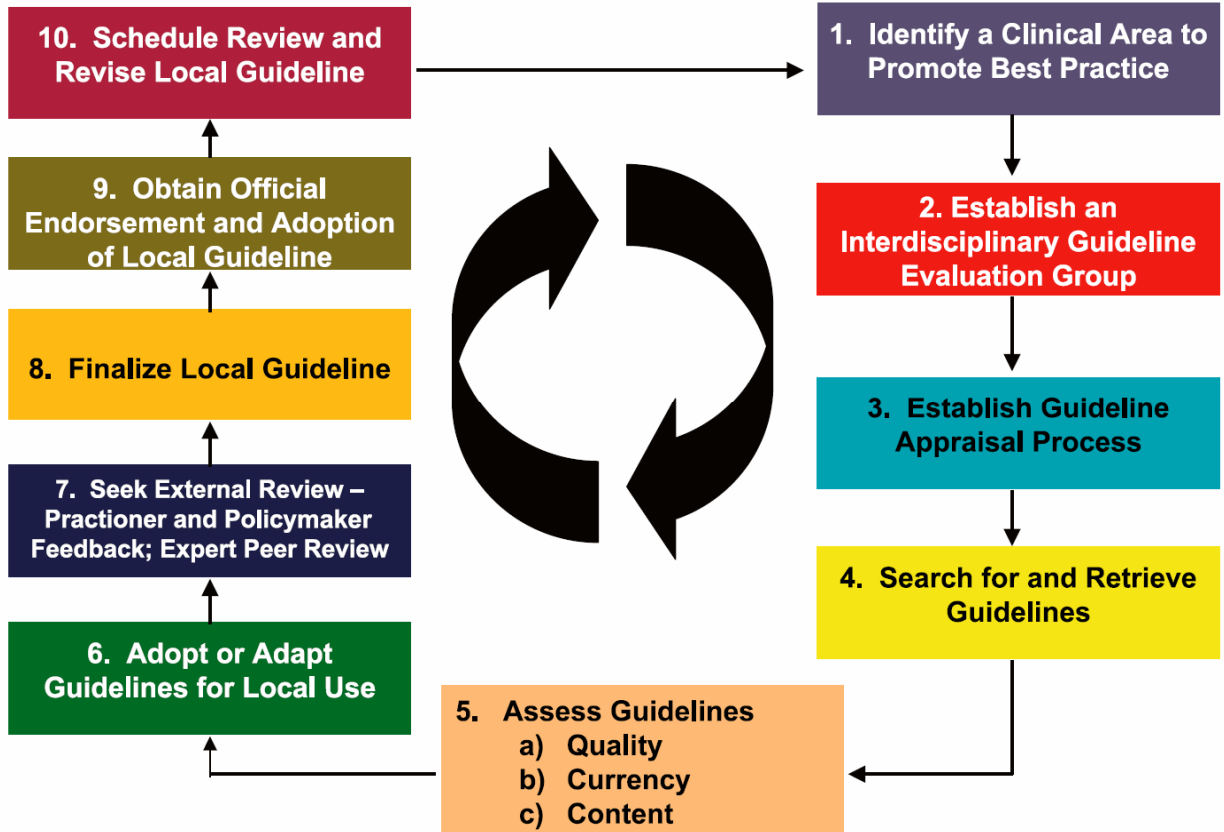 1. Identify a Clinical Area to
Promote Best Practice
2. Establish an
Interdisciplinary Guideline
Evaluation Group
3. Establish Guideline
Appraisal Process
4. Search for and Retrieve
Guidelines
5. Assess Guidelines
a) Quality
b) Currency
c) Content
6. Adopt or Adapt
Guidelines for Local Use
7. Seek External Review –
Practioner and Policymaker
Feedback; Expert Peer Review
8. Finalize Local Guideline
9. Obtain Official
Endorsement and Adoption
of Local Guideline
10. Schedule Review and
Revise Local Guideline